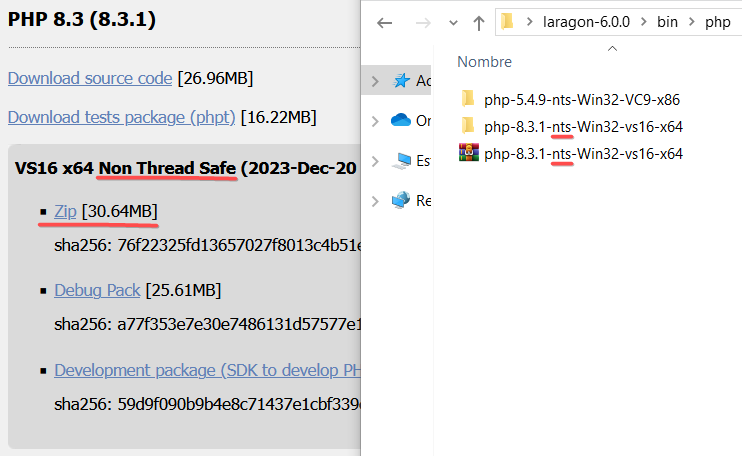 PHP 8.3 (8.3.1)
Download source code [26.96MB]
Download tests package (phpt) [16.22MB]
VS16 x64 Non Thread Safe (2023-Dec-20
Zip [30.64MB]
sha256: 76f22325fd13657027f8013c4b51e
Debug Pack [25.61MB]
sha256: a77f353e7e30e7486131d57577e1
Development package (SDK to develop PH
sha256: 59d9f090b9b4e8c71437e1cbf339
laragon-6.0.0 > bin > php
Nombre
Ac
On
Est
Re
php-5.4.9-nts-Win32-VC9-x86
php-8.3.1-nts-Win32-vs16-x64
php-8.3.1-nts-Win32-vs16-x64